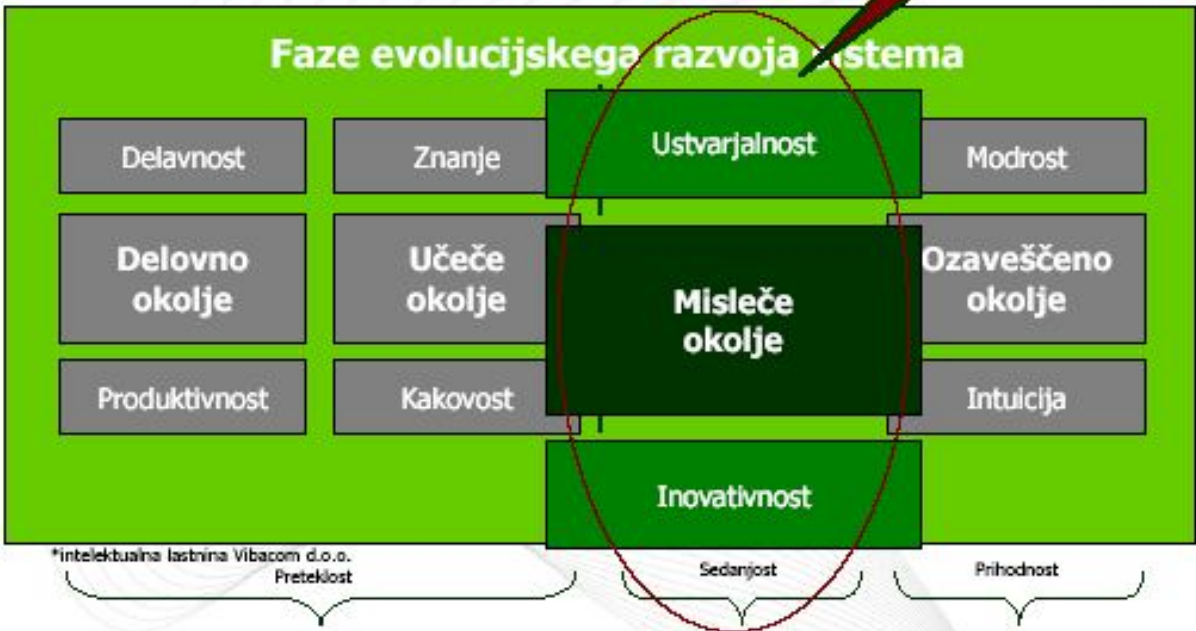 Faze evolucijskega razvoja sistema
Delavnost
Znanje
Ustvarjalnost
Modrost
Delovno
okolje
Učeče
okolje
Misleče
okolje
Ozaveščeno
okolje
Produktivnost
Kakovost
Inovativnost
Intuicija
*intelektualna lastnina Vibacom d.o.o.
Preteklost
Sedanjost
Prihodnost